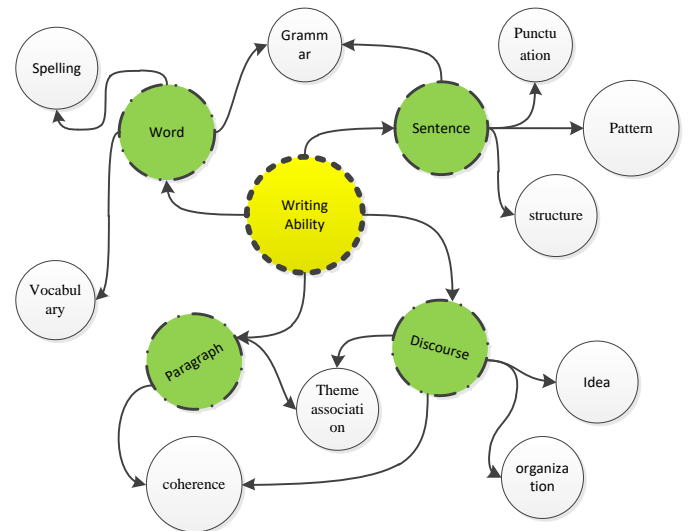 Gramm
ar
Punctu
ation
Spelling
Word
Sentence
Pattern
Writing
Ability
structure
Vocabul
ary
Paragraph
Discourse
Theme
associati
on
Idea
coherence
organiza
tion